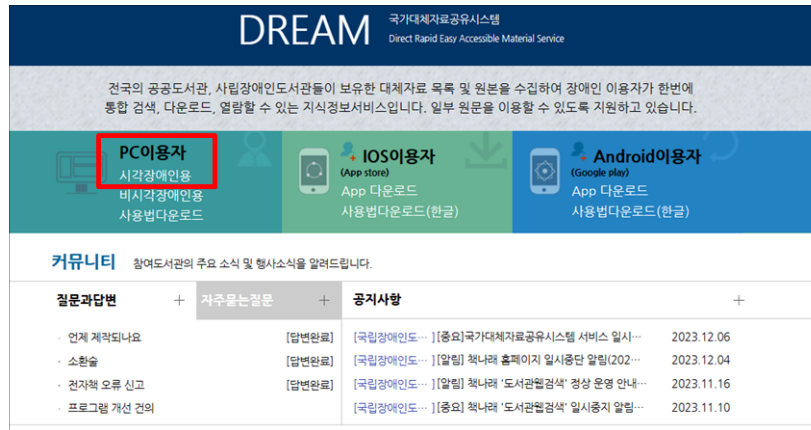 DREAM 국가대체자료공유시스템
Direct Rapid Easy Accessible Material Service
전국의 공공도서관, 사립장애인도서관들이 보유한 대체자료 목록 및 원본을 수집하여 장애인 이용자가 한번에
통합 검색, 다운로드, 열람할 수 있는 지식정보서비스입니다. 일부 원문을 이용할 수 있도록 지원하고 있습니다.
PC이용자
시각장애인용
비시각장애인용
사용법다운로드
IOS이용자
(App store)
App 다운로드
사용법다운로드(한글)
Android이용자
(Google play)
App 다운로드
사용법다운로드(한글)
커뮤니티 참여도서관의 주요 소식 및 행사소식을 알려드립니다.
질문과답변 +
자주묻는질문 +
· 언제 제작되나요 [답변완료]
· 소환술 [답변완료]
· 전자책 오류 신고 [답변완료]
· 프로그램 개선 건의
공지사항 +
[국립장애인도… ][중요]국가대체자료공유시스템 서비스 일시… 2023.12.06
[국립장애인도… ][알림] 책나래 홈페이지 일시중단 알림(202… 2023.12.04
[국립장애인도… ][알림] 책나래 '도서관웹검색' 정상 운영 안내… 2023.11.16
[국립장애인도… ][중요] 책나래 '도서관웹검색' 일시중지 알림… 2023.11.10